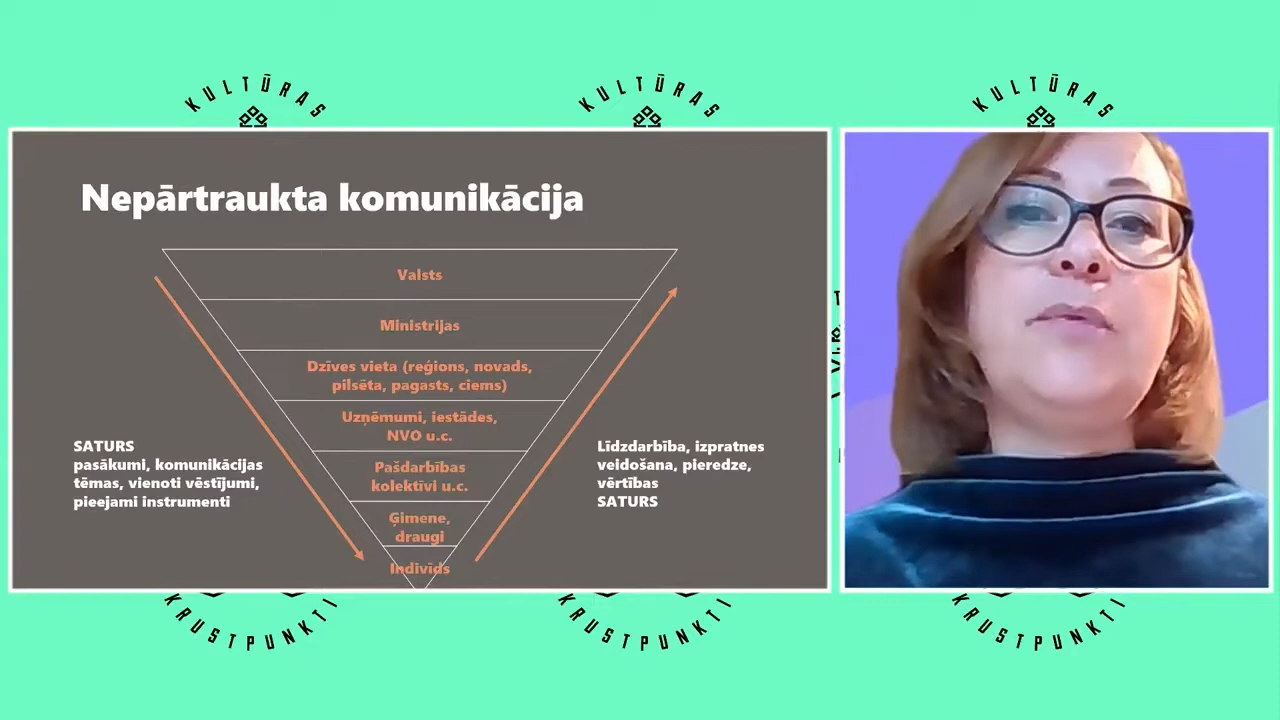 KULTŪRAS
KULTŪRAS
KULTŪRAS
Nepārtraukta komunikācija
Valsts
Ministrijas
Dzīves vieta (reģions, novads,
pilsēta, pagasts, ciems)
Uzņēmumi, iestādes,
NVO u.c.
Pašdarbības
kolektīvi u.c.
Ģimene,
draugi
Indivīds
SATURS
pasākumi, komunikācijas
tēmas, vienoti vēstījumi,
pieejami instrumenti
Līdzdarbība, izpratnes
veidošana, pieredze,
vērtības
SATURS
KRUSTPUNKTI
KRUSTPUNKTI
KRUSTPUNKTI